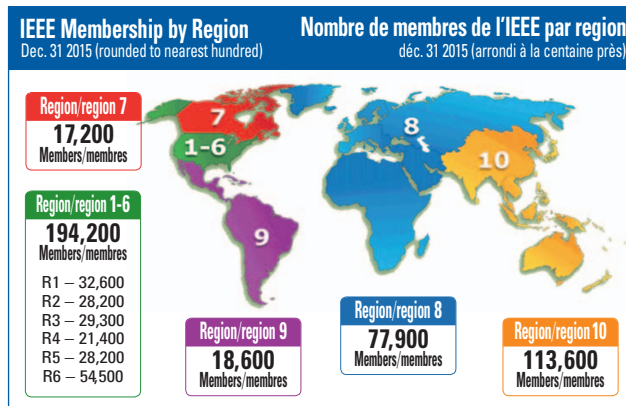 IEEE Membership by Region
Dec. 31 2015 (rounded to nearest hundred)
Nombre de membres de l'IEEE par region
déc. 31 2015 (arrondi à la centaine près)
Region/region 7
17,200
Members/membres
Region/region 1-6
194,200
Members/membres
R1 – 32,600
R2 – 28,200
R3 – 29,300
R4 – 21,400
R5 – 28,200
R6 – 54,500
7
1-6
8
10
9
Region/region 9
18,600
Members/membres
Region/region 8
77,900
Members/membres
Region/region 10
113,600
Members/membres